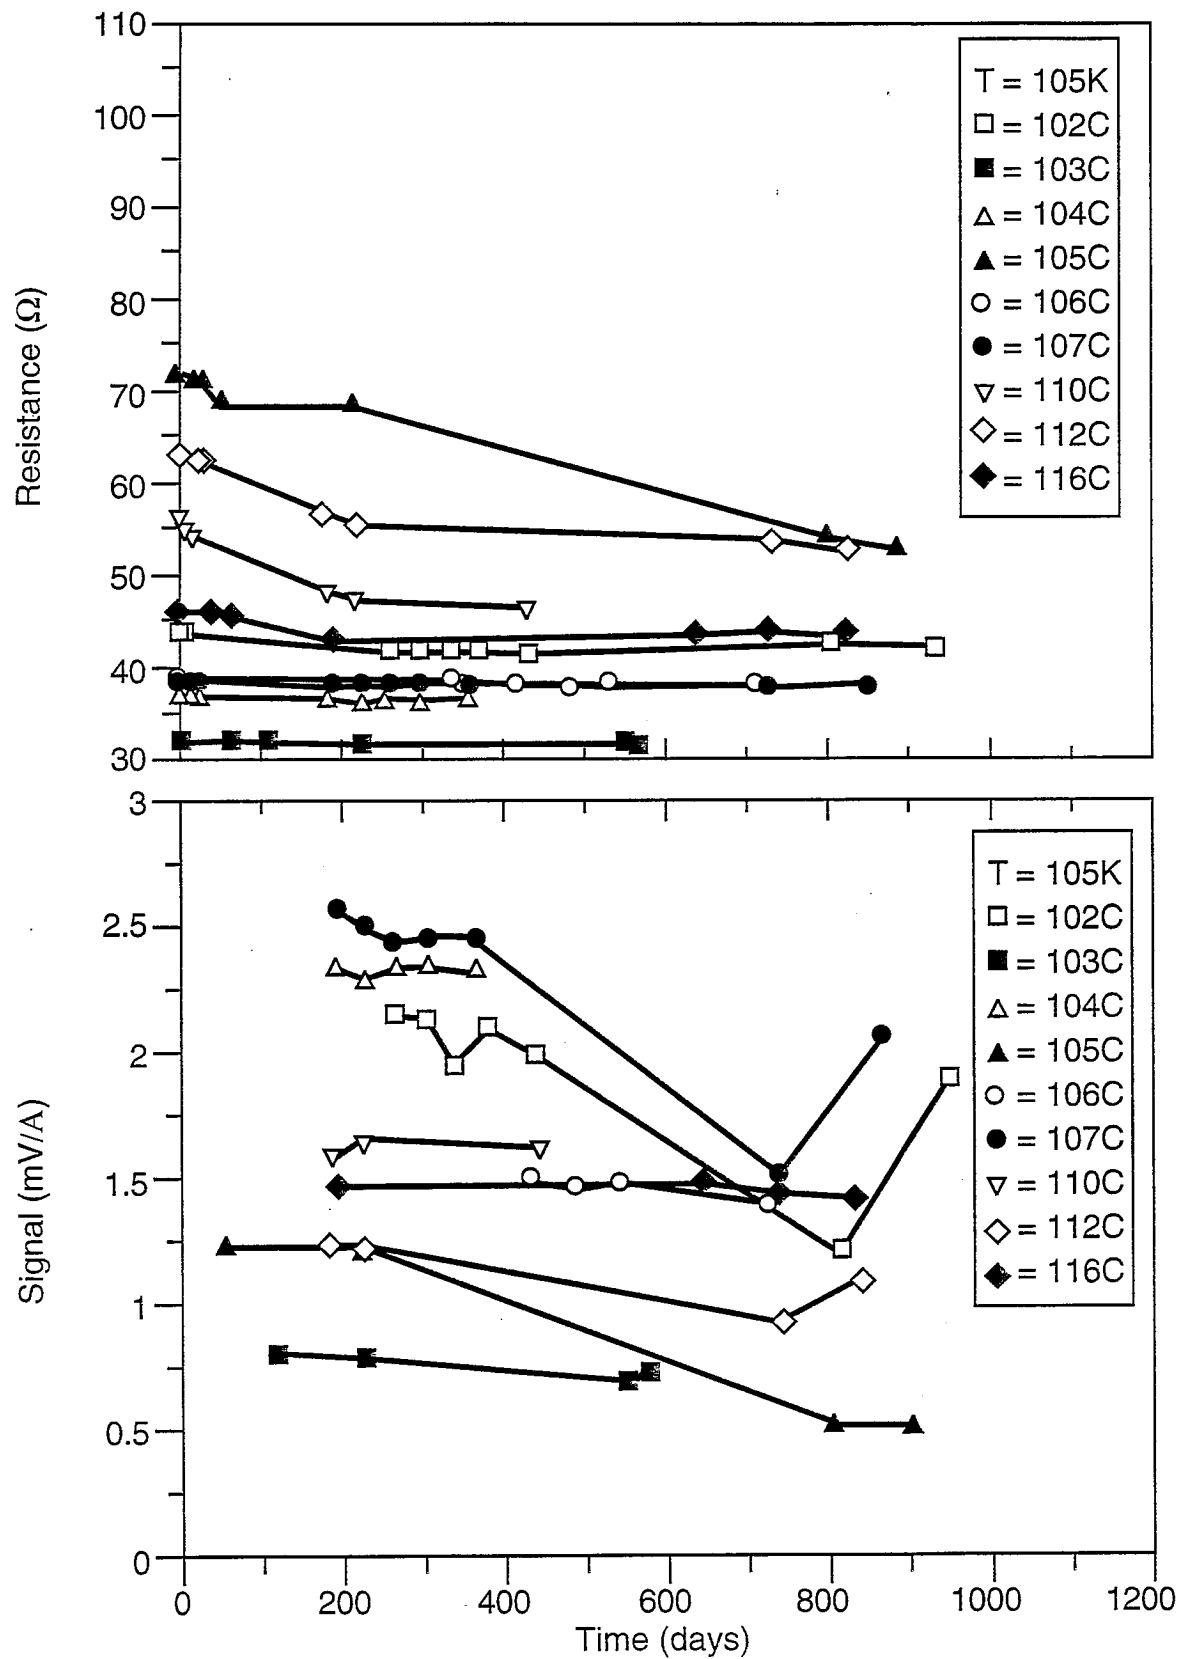 110
100
90
80
70
60
50
40
30
Resistance (Ω)
T = 105K
= 102C
= 103C
= 104C
= 105C
= 106C
= 107C
= 110C
= 112C
= 116C
3
2.5
2
1.5
1
0.5
0
Signal (mV/A)
T = 105K
= 102C
= 103C
= 104C
= 105C
= 106C
= 107C
= 110C
= 112C
= 116C
0 200 400 600 800 1000 1200
Time (days)